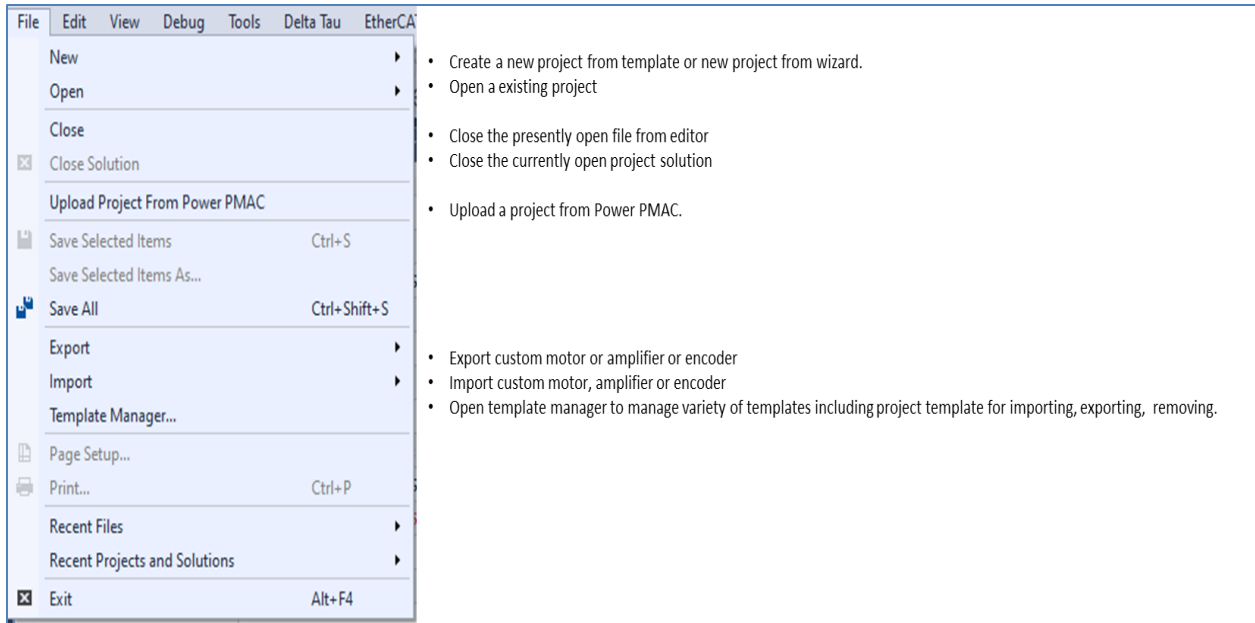 File Edit View Debug Tools Delta Tau EtherCA
New
• Create a new project from template or new project from wizard.
Open
• Open a existing project
Close
• Close the presently open file from editor
Close Solution
• Close the currently open project solution
Upload Project From Power PMAC
• Upload a project from Power PMAC.
Save Selected Items Ctrl+S
Save Selected Items As...
Save All Ctrl+Shift+S
Export
• Export custom motor or amplifier or encoder
Import
• Import custom motor, amplifier or encoder
Template Manager...
• Open template manager to manage variety of templates including project template for importing, exporting, removing.
Page Setup...
Print... Ctrl+P
Recent Files
Recent Projects and Solutions
Exit Alt+F4